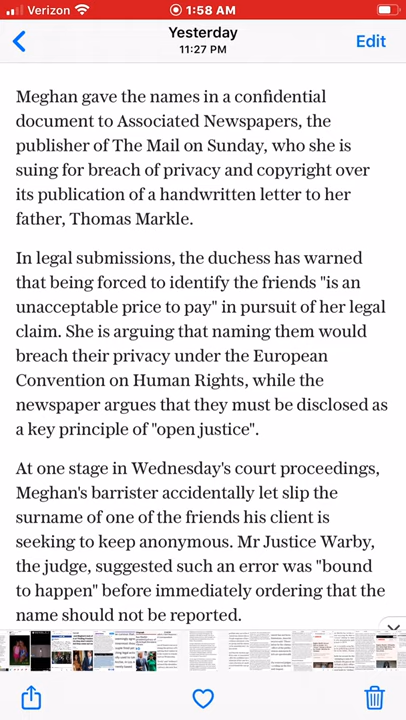 Verizon 1:58 AM
Yesterday
11:27 PM
Edit
Meghan gave the names in a confidential
document to Associated Newspapers, the
publisher of The Mail on Sunday, who she is
suing for breach of privacy and copyright over
its publication of a handwritten letter to her
father, Thomas Markle.
In legal submissions, the duchess has warned
that being forced to identify the friends "is an
unacceptable price to pay" in pursuit of her legal
claim. She is arguing that naming them would
breach their privacy under the European
Convention on Human Rights, while the
newspaper argues that they must be disclosed as
a key principle of "open justice".
At one stage in Wednesday's court proceedings,
Meghan's barrister accidentally let slip the
surname of one of the friends his client is
seeking to keep anonymous. Mr Justice Warby,
the judge, suggested such an error was "bound
to happen" before immediately ordering that the
name should not be reported.